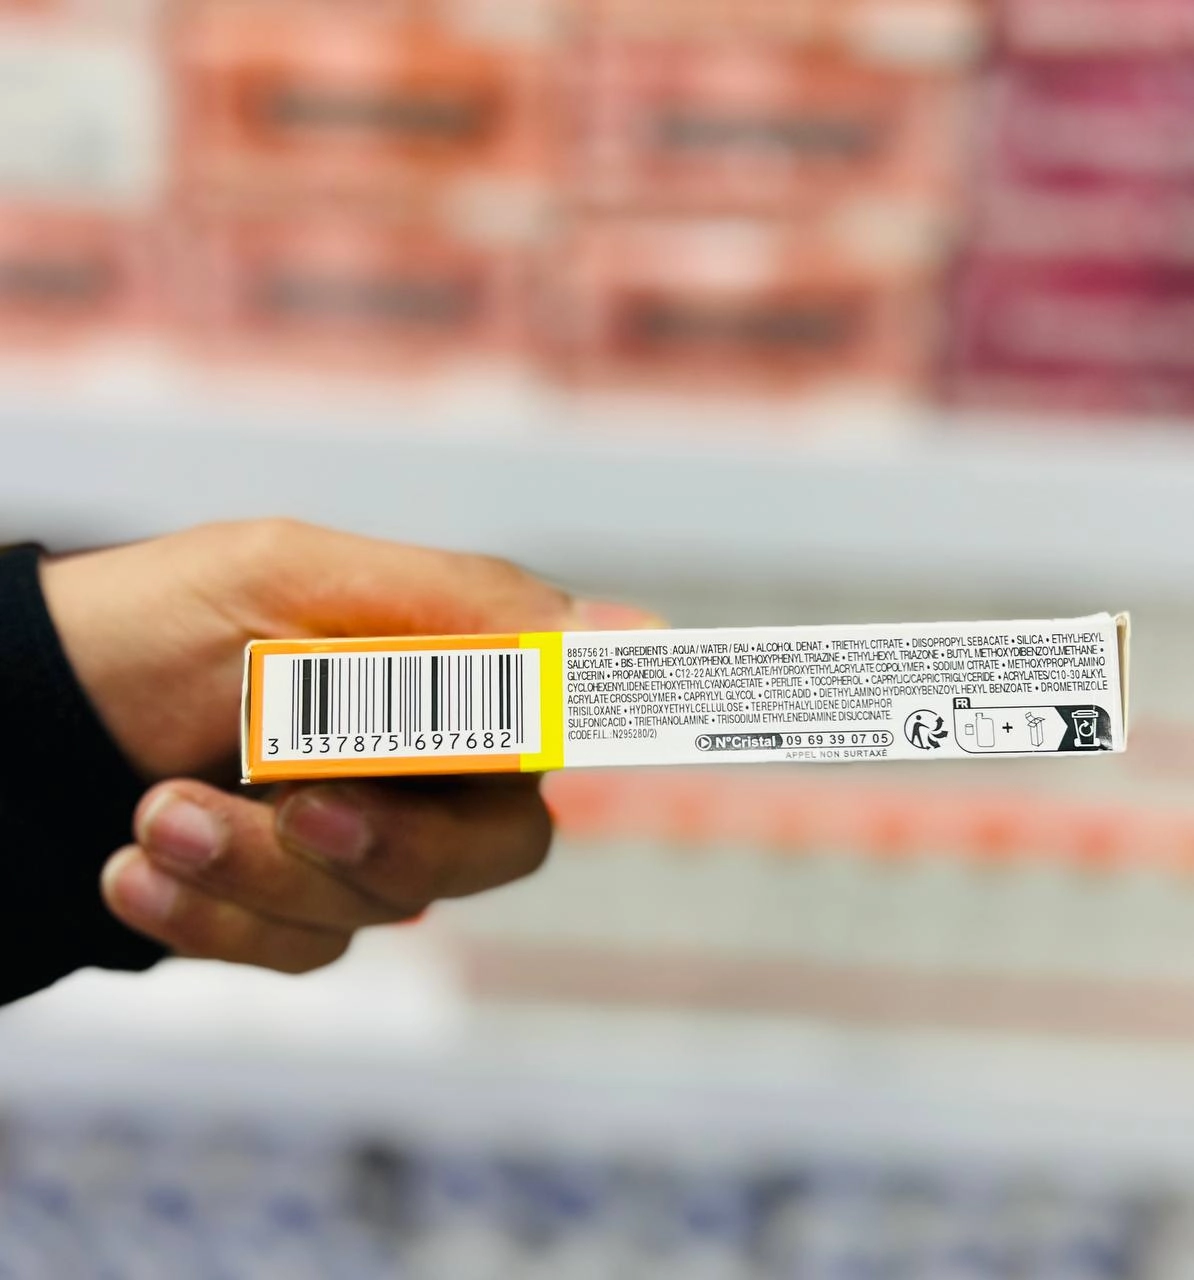 885756 21 - INGREDIENTS : AQUA / WATER / EAU • ALCOHOL DENAT. • TRIETHYL CITRATE • DIISOPROPYL SEBACATE • SILICA • ETHYLHEXYL
SALICYLATE • BIS-ETHYLHEXYLOXYPHENOL METHOXYPHENYL TRIAZINE • ETHYLHEXYL TRIAZONE • BUTYL METHOXYDIBENZOYLMETHANE •
GLYCERIN • PROPANEDIOL • C12-22 ALKYL ACRYLATE/HYDROXYETHYLACRYLATE COPOLYMER • SODIUM CITRATE • METHOXYPROPYLAMINO
CYCLOHEXENYLIDENE ETHOXYETHYLCYANOACETATE • PERLITE • TOCOPHEROL • CAPRYLIC/CAPRIC TRIGLYCERIDE • ACRYLATES/C10-30 ALKYL
ACRYLATE CROSSPOLYMER • CAPRYLYL GLYCOL • CITRIC ACID • DIETHYLAMINO HYDROXYBENZOYL HEXYL BENZOATE • DROMETRIZOLE
TRISILOXANE • HYDROXYETHYLCELLULOSE • TEREPHTHALYLIDENE DICAMPHOR
SULFONIC ACID • TRIETHANOLAMINE • TRISODIUM ETHYLENEDIAMINE DISUCCINATE.
(CODE F.I.L. : N295280/2)
N°Cristal 09 69 39 07 05
APPEL NON SURTAXÉ
FR
+
3 337875 697682